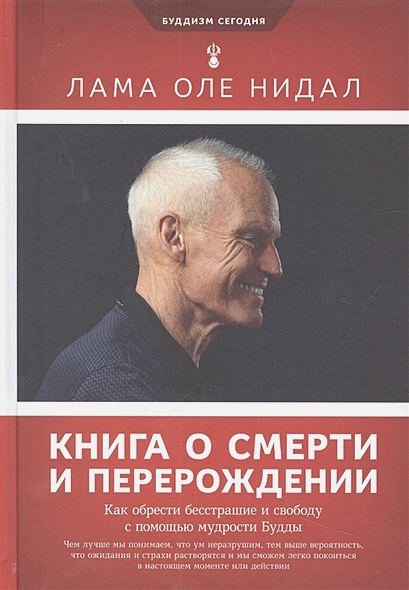 БУДДИЗМ СЕГОДНЯ
ЛАМА ОЛЕ НИДАЛ
КНИГА О СМЕРТИ
И ПЕРЕРОЖДЕНИИ
Как обрести бесстрашие и свободу
с помощью мудрости Будды
Чем лучше мы понимаем, что ум неразрушим, тем выше вероятность,
что ожидания и страхи растворятся и мы сможем легко покоиться
в настоящем моменте или действии